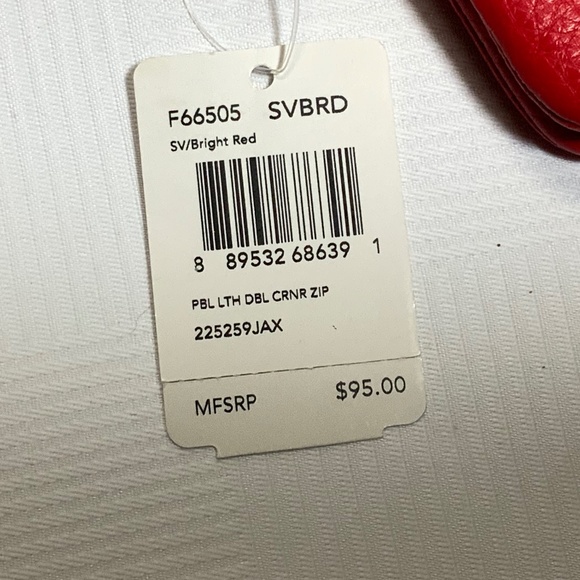 F66505 SVBRD
SV/Bright Red
8 89532 68639 1
PBL LTH DBL CRNR ZIP
225259JAX
MFSRP $95.00